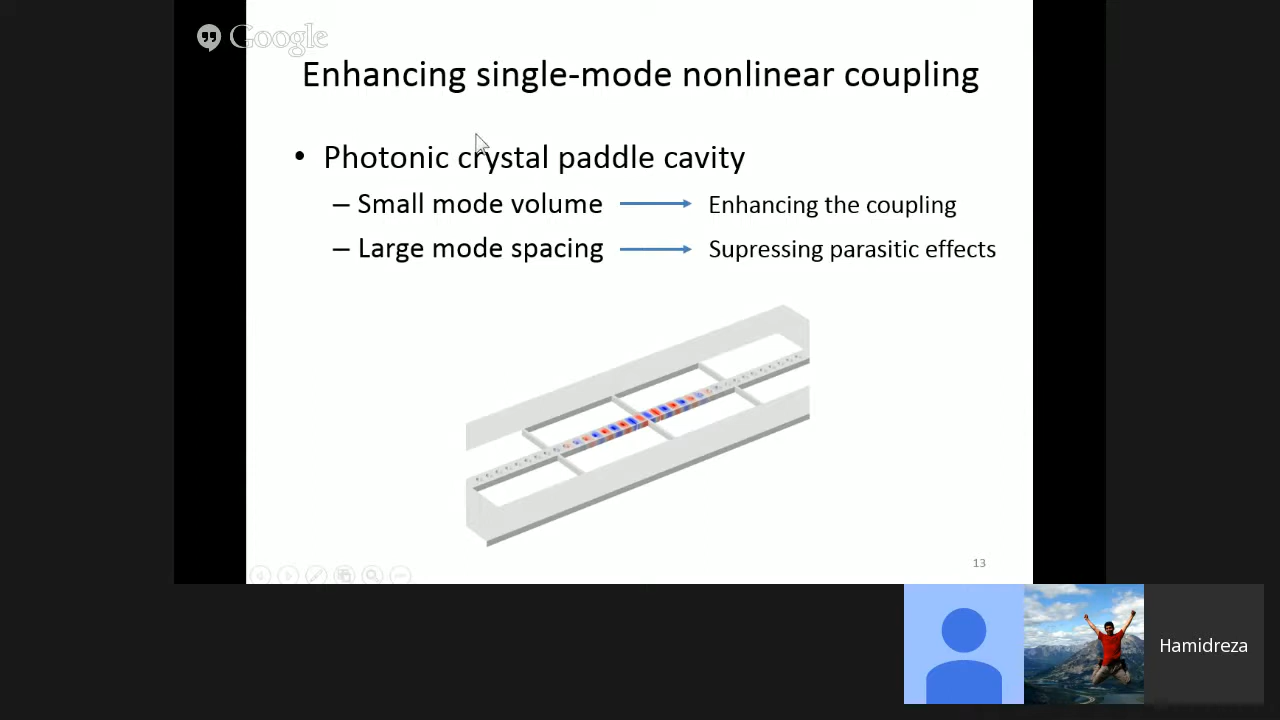 Google
Enhancing single-mode nonlinear coupling
• Photonic crystal paddle cavity
– Small mode volume
Enhancing the coupling
– Large mode spacing
Supressing parasitic effects
13
Hamidreza